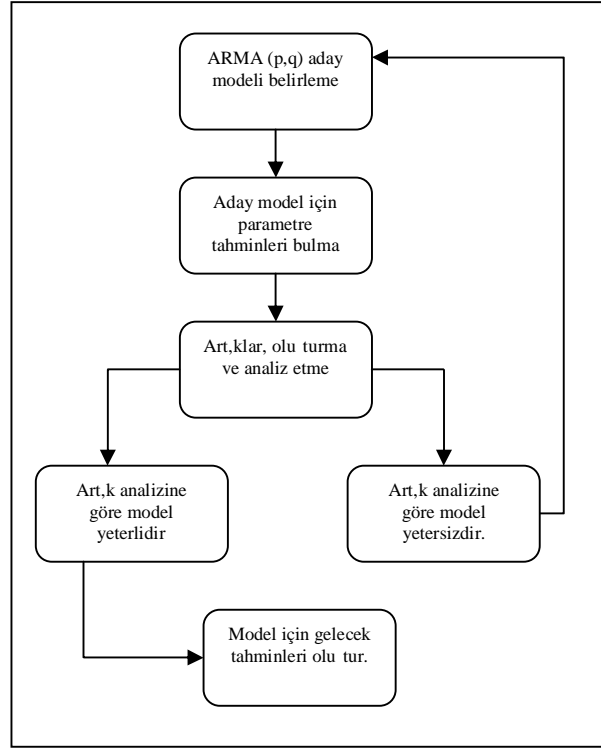 ARMA (p,q) aday
modeli belirleme
Aday model için
parametre
tahminleri bulma
Art,klar, olu turma
ve analiz etme
Art,k analizine
göre model
yeterlidir
Art,k analizine
göre model
yetersizdir.
Model için gelecek
tahminleri olu tur.